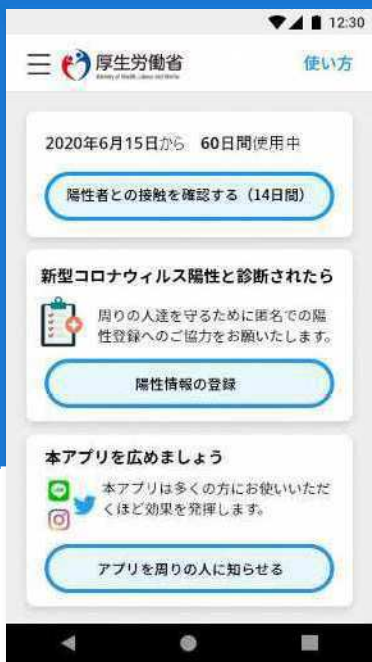 12:30
厚生労働省
Ministry of Health, Labour and Welfare
使い方
2020年6月15日から 60日間使用中
陽性者との接触を確認する（14日間）
新型コロナウィルス陽性と診断されたら
周りの人達を守るために匿名での陽
性登録へのご協力をお願いたします。
陽性情報の登録
本アプリを広めましょう
本アプリは多くの方にお使いいただ
くほど効果を発揮します。
アプリを周りの人に知らせる